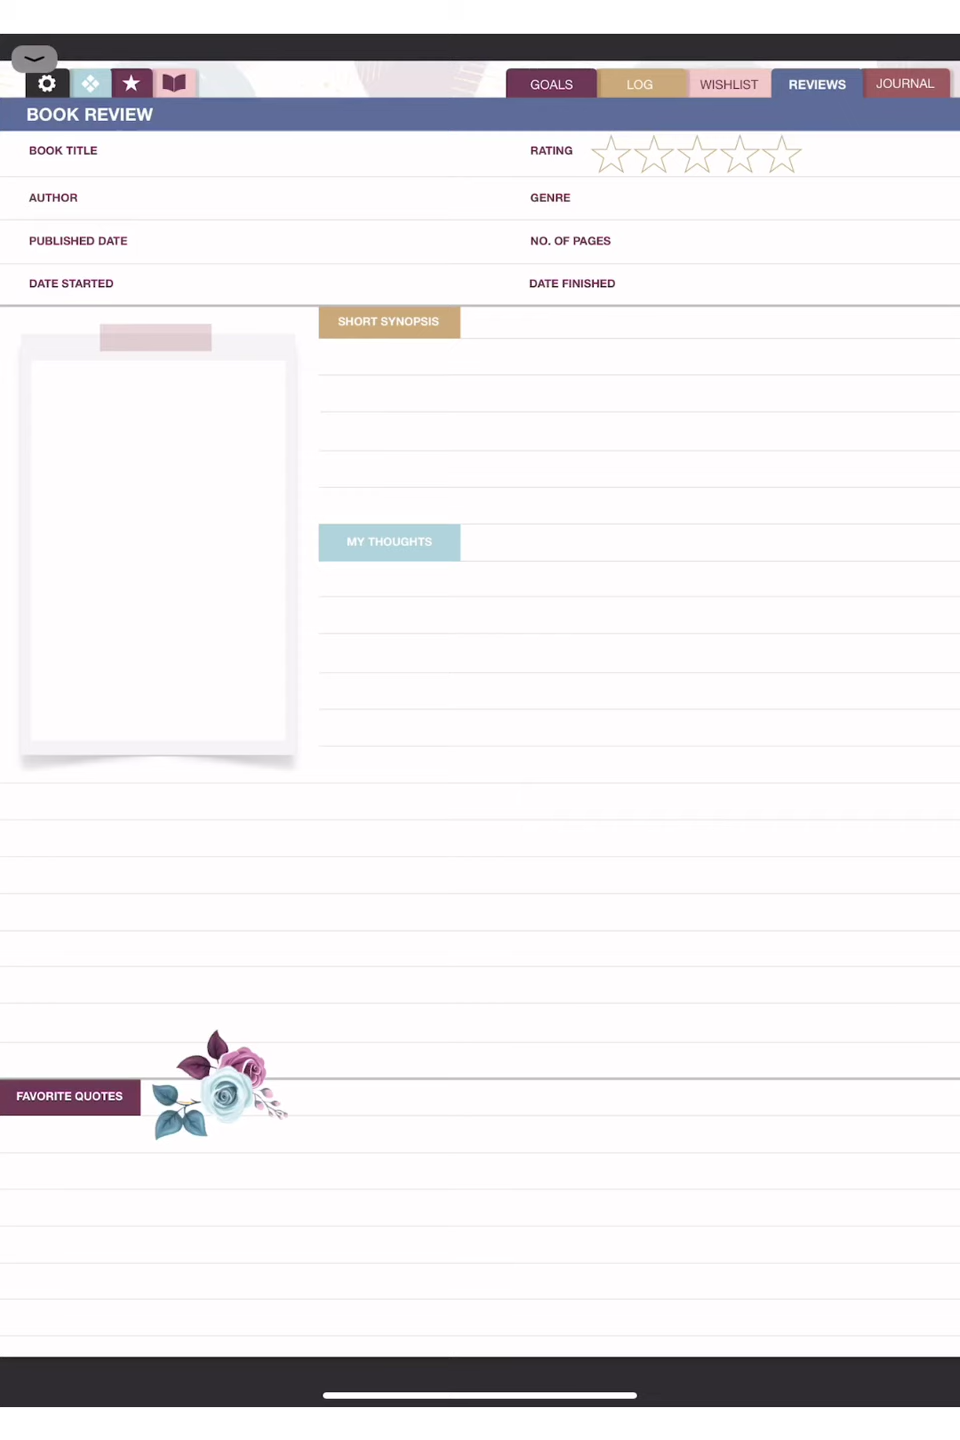 GOALS LOG WISHLIST REVIEWS JOURNAL
BOOK REVIEW
BOOK TITLE RATING
AUTHOR GENRE
PUBLISHED DATE NO. OF PAGES
DATE STARTED DATE FINISHED
SHORT SYNOPSIS
MY THOUGHTS
FAVORITE QUOTES